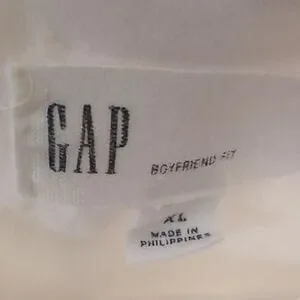 GAP
BOYFRIEND FIT
XL
MADE IN
PHILIPPINES